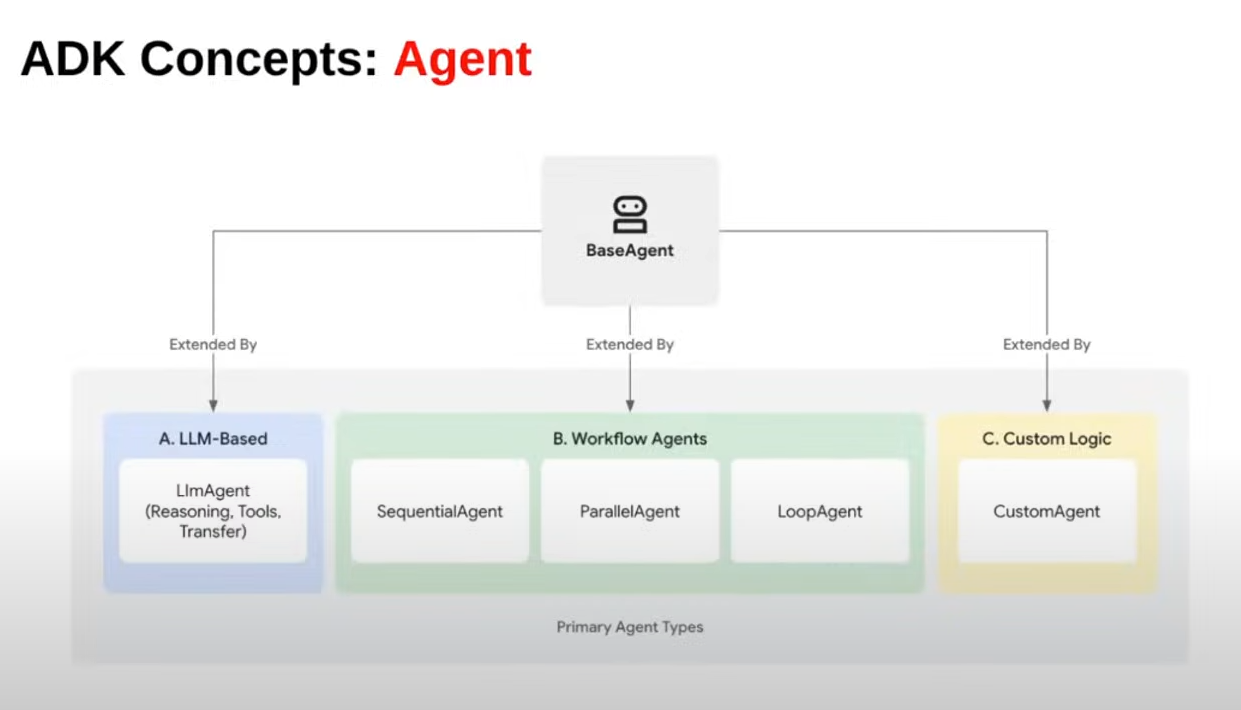 ADK Concepts: Agent
BaseAgent
Extended By
Extended By
Extended By
A. LLM-Based
LlmAgent
(Reasoning, Tools,
Transfer)
B. Workflow Agents
SequentialAgent
ParallelAgent
LoopAgent
C. Custom Logic
CustomAgent
Primary Agent Types